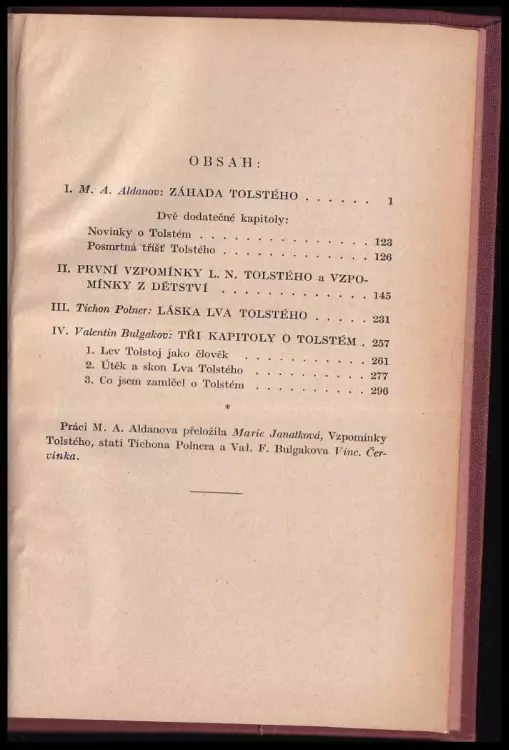 OBSAH:
I. M. A. Aldanov: ZÁHADA TOLSTÉHO . . . . . . 1
Dvě dodatečné kapitoly:
Novinky o Tolstém . . . . . . . . . . . . . . 123
Posmrtná tříšť Tolstého . . . . . . . . . . . . 126
II. PRVNÍ VZPOMÍNKY L. N. TOLSTÉHO a VZPO-
MÍNKY Z DĚTSTVÍ . . . . . . . . . . . . 145
III. Tichon Polner: LÁSKA LVA TOLSTÉHO . . . . . 231
IV. Valentin Bulgakov: TŘI KAPITOLY O TOLSTÉM . 257
1. Lev Tolstoj jako člověk . . . . . . . . . . 261
2. Útěk a skon Lva Tolstého . . . . . . . . . 277
3. Co jsem zamlčel o Tolstém . . . . . . . . . 296
*
Práci M. A. Aldanova přeložila Marie Janatková, Vzpomínky
Tolstého, stati Tichona Polnera a Val. F. Bulgakova Vinc. Čer-
vinka.